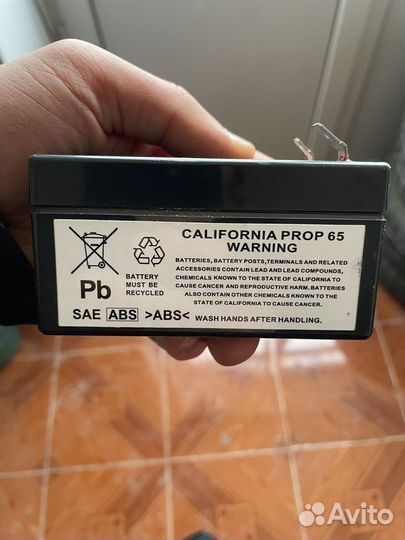 CALIFORNIA PROP 65
WARNING
BATTERIES, BATTERY POSTS,TERMINALS AND RELATED
ACCESSORIES CONTAIN LEAD AND LEAD COMPOUNDS,
CHEMICALS KNOWN TO THE STATE OF CALIFORNIA TO
CAUSE CANCER AND REPRODUCTIVE HARM. BATTERIES
ALSO CONTAIN OTHER CHEMICALS KNOWN TO THE
STATE OF CALIFORNIA TO CAUSE CANCER.
WASH HANDS AFTER HANDLING.
Pb
BATTERY
MUST BE
RECYCLED
SAE ABS >ABS<
Avito